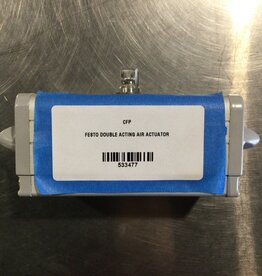 CFP
FESTO DOUBLE ACTING AIR ACTUATOR
533477